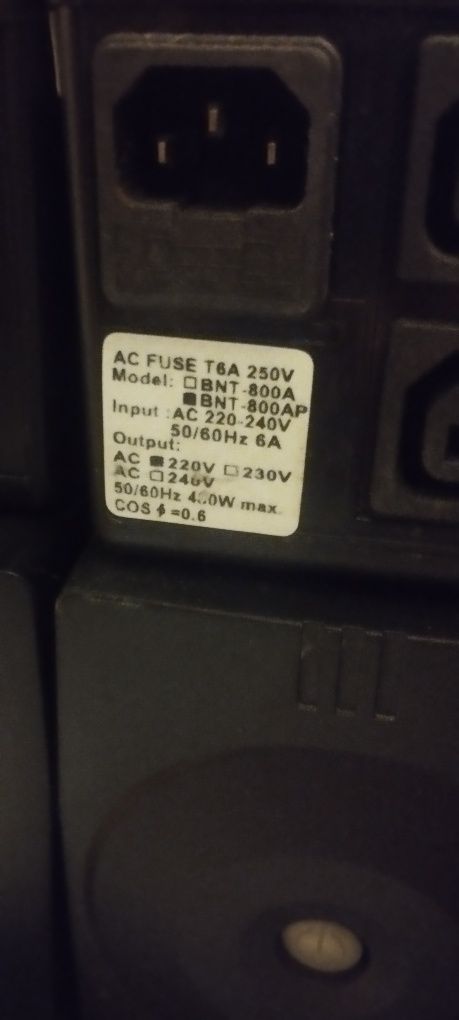 AC FUSE T6A 250V
Model: ☐BNT-800A
■BNT-800AP
Input :AC 220-240V
50/60Hz 6A
Output:
AC ■220V ☐230V
AC ☐240V
50/60Hz max.
COS ϕ =0.6